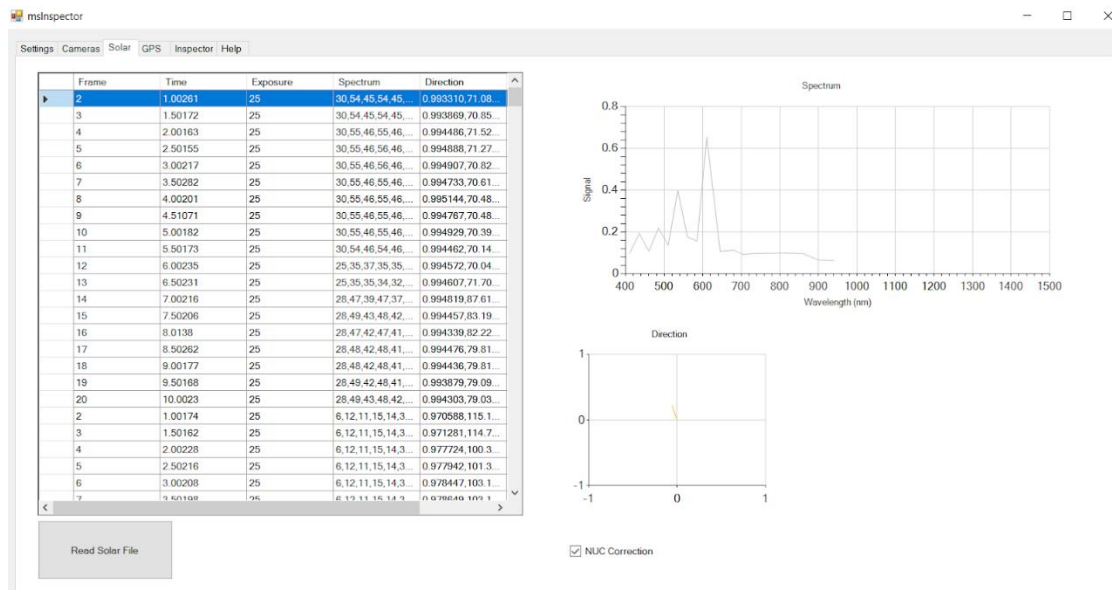 msInspector
Settings Cameras Solar GPS Inspector Help
Frame Time Exposure Spectrum Direction
2 1.00261 25 30,54,45,54,45,... 0.993310,71.08...
3 1.50172 25 30,54,45,54,45,... 0.993869,70.85...
4 2.00163 25 30,55,46,55,46,... 0.994486,71.52...
5 2.50155 25 30,55,46,56,46,... 0.994888,71.27...
6 3.00217 25 30,55,46,56,46,... 0.994907,70.82...
7 3.50282 25 30,55,46,55,46,... 0.994733,70.61...
8 4.00201 25 30,55,46,55,46,... 0.995144,70.48...
9 4.51071 25 30,55,46,55,46,... 0.994767,70.48...
10 5.00182 25 30,55,46,55,46,... 0.994929,70.39...
11 5.50173 25 30,54,46,54,46,... 0.994462,70.14...
12 6.00235 25 25,35,37,35,35,... 0.994572,70.04...
13 6.50231 25 25,35,35,34,32,... 0.994607,71.70...
14 7.00216 25 28,47,39,47,37,... 0.994819,87.61...
15 7.50206 25 28,49,43,48,42,... 0.994457,83.19...
16 8.0138 25 28,47,42,47,41,... 0.994339,82.22...
17 8.50262 25 28,48,42,48,41,... 0.994476,79.81...
18 9.00177 25 28,48,42,48,41,... 0.994436,79.81...
19 9.50168 25 28,49,42,48,41,... 0.993879,79.09...
20 10.0023 25 28,49,43,48,42,... 0.994303,79.03...
2 1.00174 25 6,12,11,15,14,3... 0.970588,115.1...
3 1.50162 25 6,12,11,15,14,3... 0.971281,114.7...
4 2.00228 25 6,12,11,15,14,3... 0.977724,100.3...
5 2.50216 25 6,12,11,15,14,3... 0.977942,101.3...
6 3.00208 25 6,12,11,15,14,3... 0.978447,103.1...
7 3.50198 25 6,12,11,15,14,3... 0.978649,103.1...
Read Solar File
Spectrum
0.8
0.6
0.4
0.2
0
Signal
400 500 600 700 800 900 1000 1100 1200 1300 1400 1500
Wavelength (nm)
Direction
1
0
-1
-1 0 1
NUC Correction